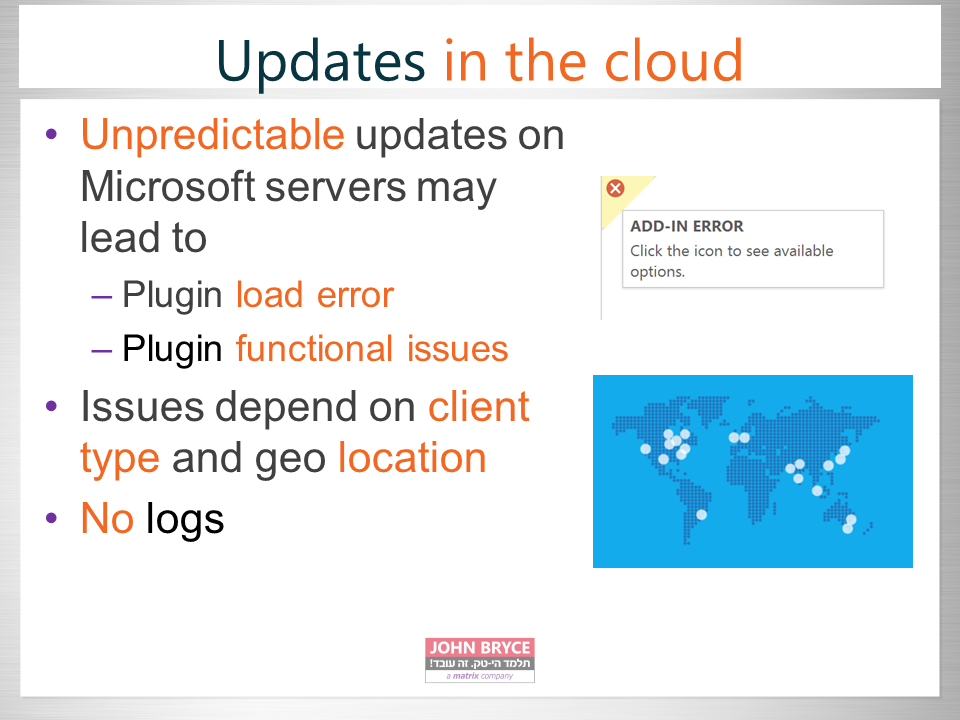 Updates in the cloud
• Unpredictable updates on
Microsoft servers may
lead to
– Plugin load error
– Plugin functional issues
• Issues depend on client
type and geo location
• No logs
ADD-IN ERROR
Click the icon to see available
options.
JOHN BRYCE
תלמד היי-טק. זה עובד!
a matrix company